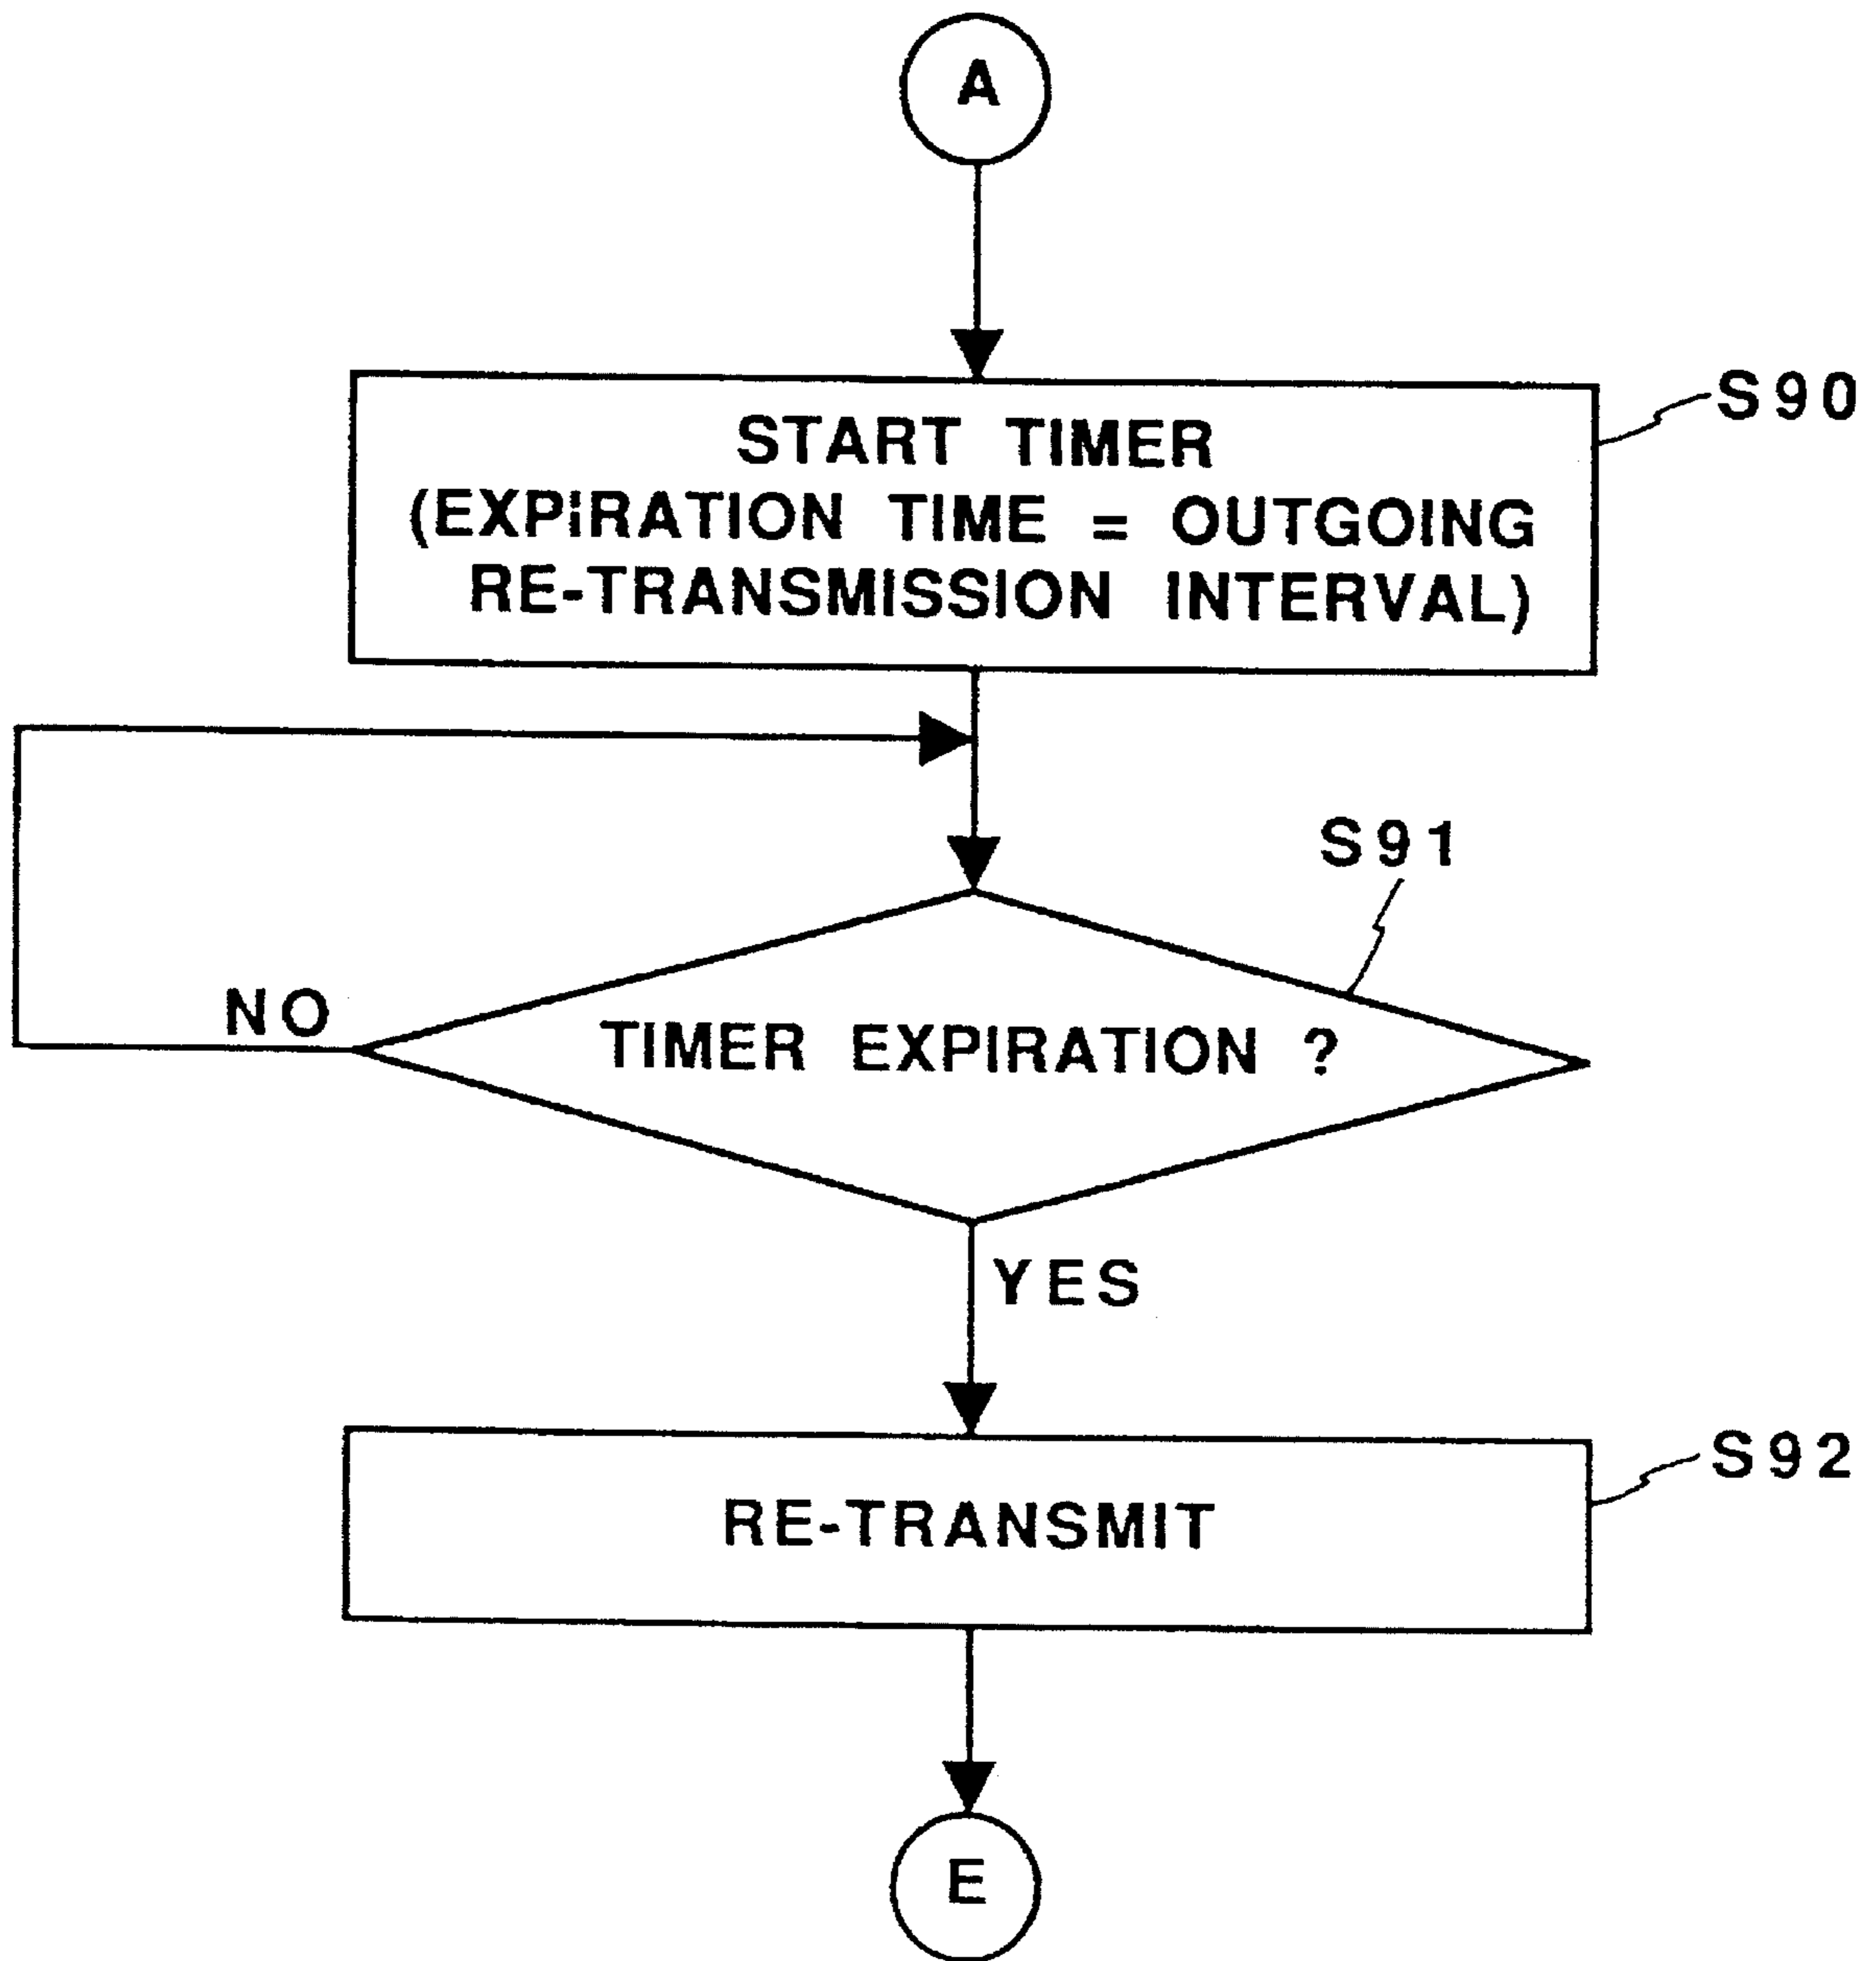 A
S90
START TIMER
(EXPiRATION TIME = OUTGOING
RE-TRANSMISSION INTERVAL)
S91
NO
TIMER EXPIRATION ?
YES
S92
RE-TRANSMIT
E